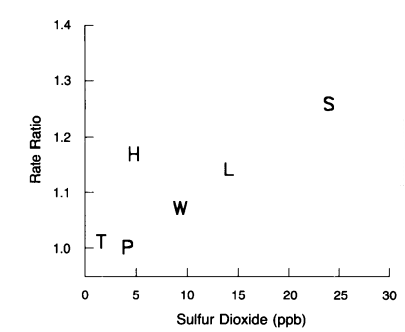 1.4
1.3
S
1.2
H
L
Rate Ratio
1.1
W
T
P
1.0
0 5 10 15 20 25 30
Sulfur Dioxide (ppb)